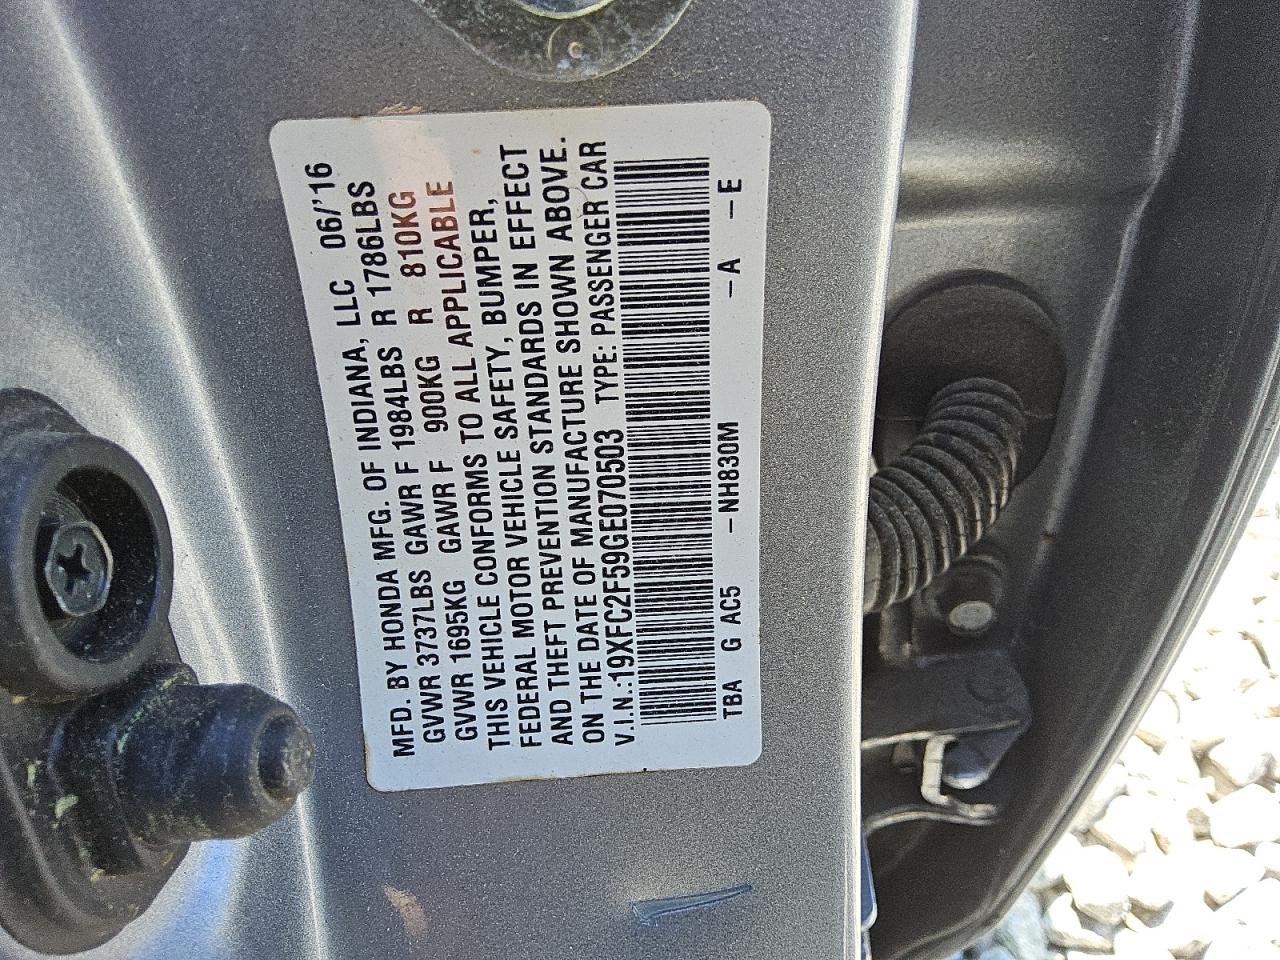 MFD. BY HONDA MFG. OF INDIANA, LLC 06/'16
GVWR 3737LBS GAWR F 1984LBS R 1786LBS
GVWR 1695KG GAWR F 900KG R 810KG
THIS VEHICLE CONFORMS TO ALL APPLICABLE
FEDERAL MOTOR VEHICLE SAFETY, BUMPER,
AND THEFT PREVENTION STANDARDS IN EFFECT
ON THE DATE OF MANUFACTURE SHOWN ABOVE.
V.I.N.:19XFC2F59GE070503 TYPE: PASSENGER CAR
TBA G AC5 -NH830M -A -E